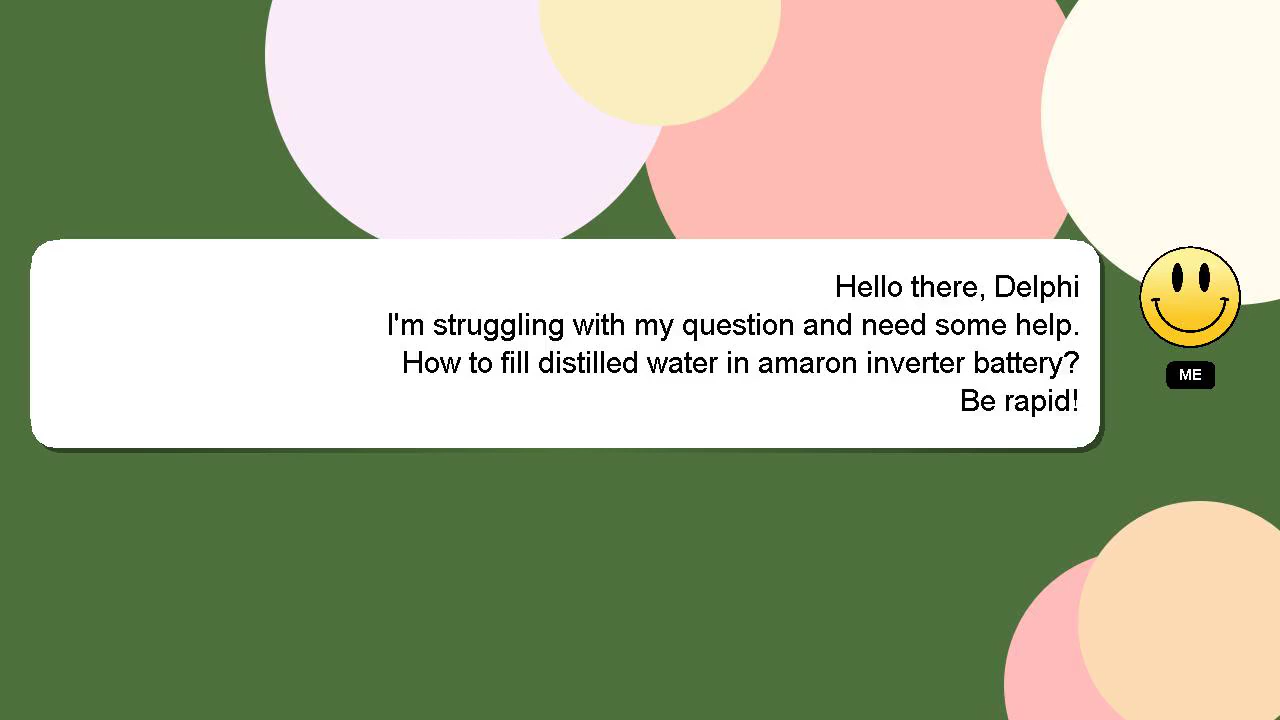 Hello there, Delphi
I'm struggling with my question and need some help.
How to fill distilled water in amaron inverter battery?
Be rapid!
ME